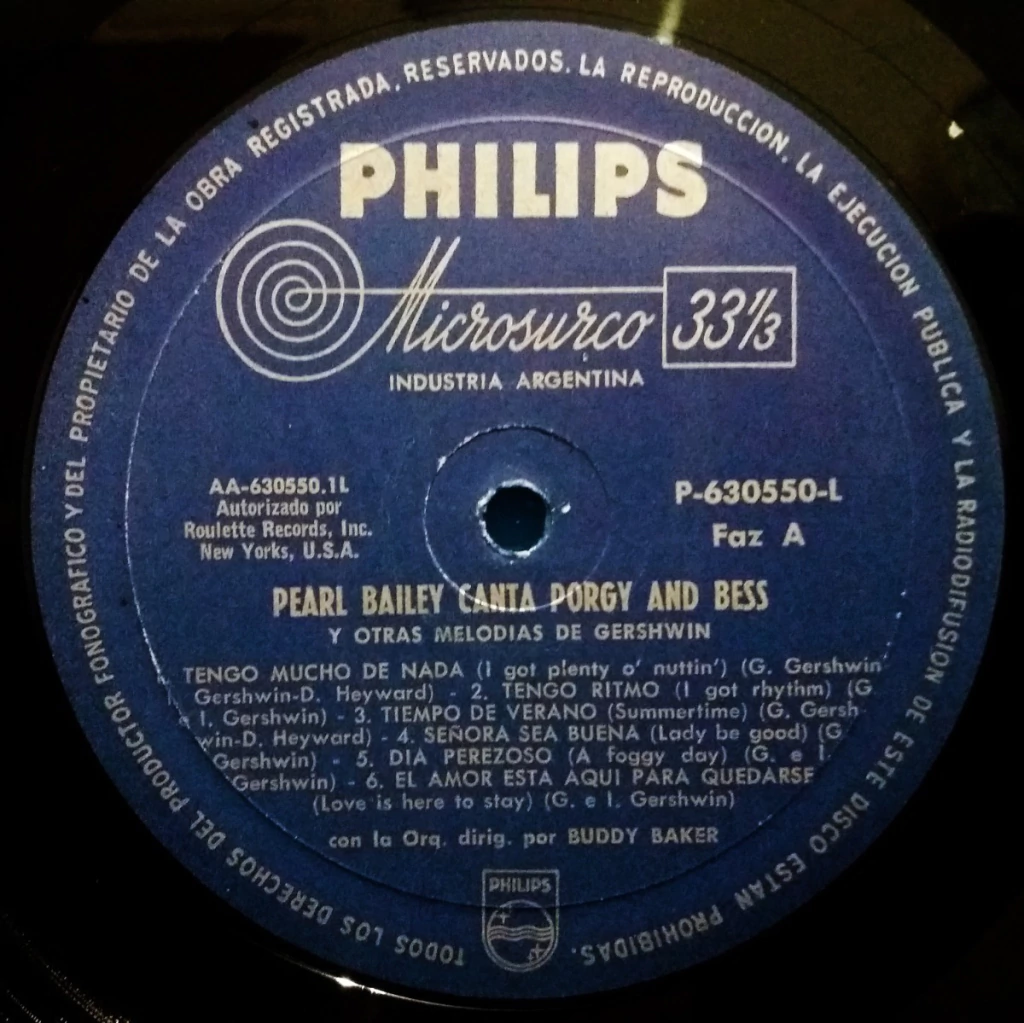 TODOS LOS DERECHOS DEL PRODUCTOR FONOGRAFICO Y DEL PROPIETARIO DE LA OBRA REGISTRADA, RESERVADOS. LA REPRODUCCION, LA EJECUCION PUBLICA Y LA RADIODIFUSION DE ESTE DISCO ESTAN PROHIBIDAS.
PHILIPS
Microsurco 33 1/3
INDUSTRIA ARGENTINA
AA-630550.1L
Autorizado por
Roulette Records, Inc.
New Yorks, U.S.A.
P-630550-L
Faz A
PEARL BAILEY CANTA PORGY AND BESS
Y OTRAS MELODIAS DE GERSHWIN
TENGO MUCHO DE NADA (I got plenty o' nuttin') (G. Gershwin
Gershwin-D. Heyward) - 2. TENGO RITMO (I got rhythm) (G
e I. Gershwin) - 3. TIEMPO DE VERANO (Summertime) (G. Gersh-
win-D. Heyward) - 4. SEÑORA SEA BUENA (Lady be good) (G
Gershwin) - 5. DIA PEREZOSO (A foggy day) (G. e I.
Gershwin) - 6. EL AMOR ESTA AQUI PARA QUEDARSE
(Love is here to stay) (G. e I. Gershwin)
con la Orq. dirig. por BUDDY BAKER
PHILIPS